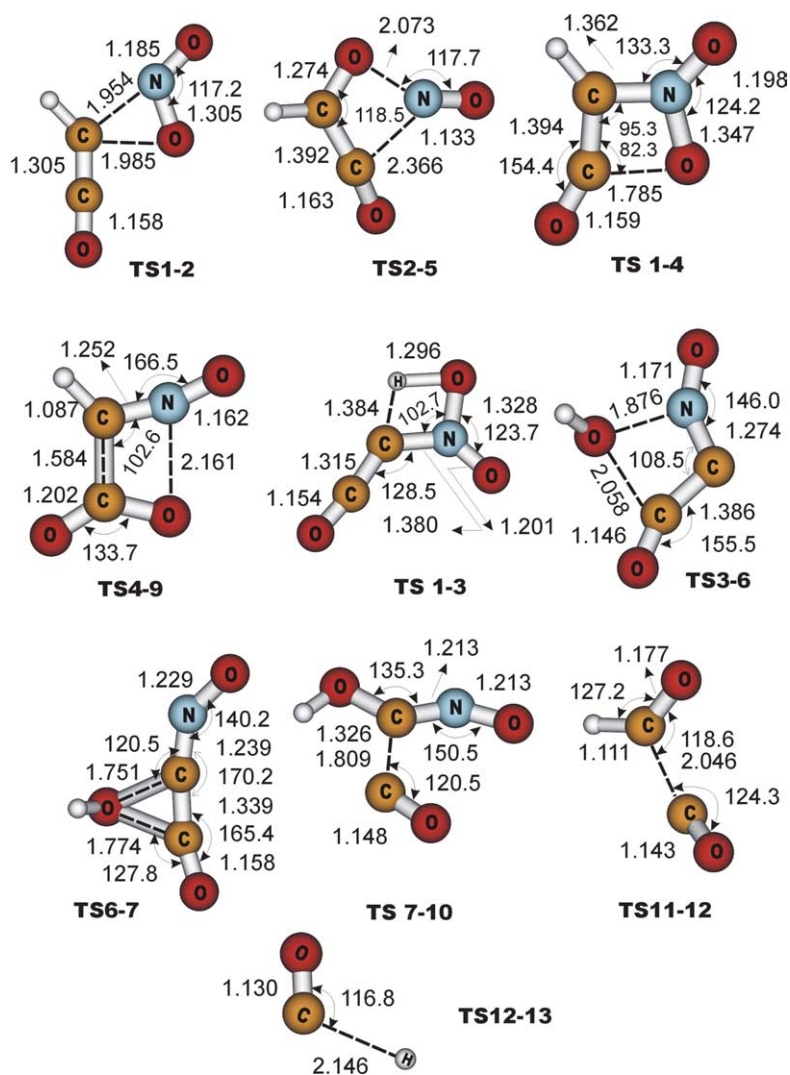 1.185
O
N
1.954
117.2
1.305
C
O
1.305
1.985
C
1.158
O
TS1-2
2.073
O
117.7
1.274
N
O
C
118.5
1.133
1.392
C
2.366
1.163
O
TS2-5
1.362
133.3
O
C
N
1.198
124.2
1.394
95.3
82.3
1.347
154.4
C
O
1.785
O
1.159
TS 1-4
1.252
166.5
O
N
1.087
C
1.162
102.6
1.584
2.161
1.202
C
O
O
133.7
TS4-9
1.296
H
O
1.384
102.7
1.328
C
N
123.7
1.315
O
C
128.5
1.154
O
1.380
1.201
TS 1-3
O
1.171
1.876
N
146.0
1.274
O
108.5
C
2.058
C
1.386
1.146
155.5
O
TS3-6
O
1.229
N
140.2
120.5
1.239
1.751
C
170.2
O
1.339
C
165.4
1.774
1.158
127.8
O
TS6-7
1.213
135.3
O
1.213
C
N
O
1.326
1.809
150.5
C
120.5
1.148
O
TS 7-10
1.177
O
127.2
C
118.6
1.111
2.046
124.3
C
1.143
O
TS11-12
O
1.130
116.8
C
TS12-13
2.146
H